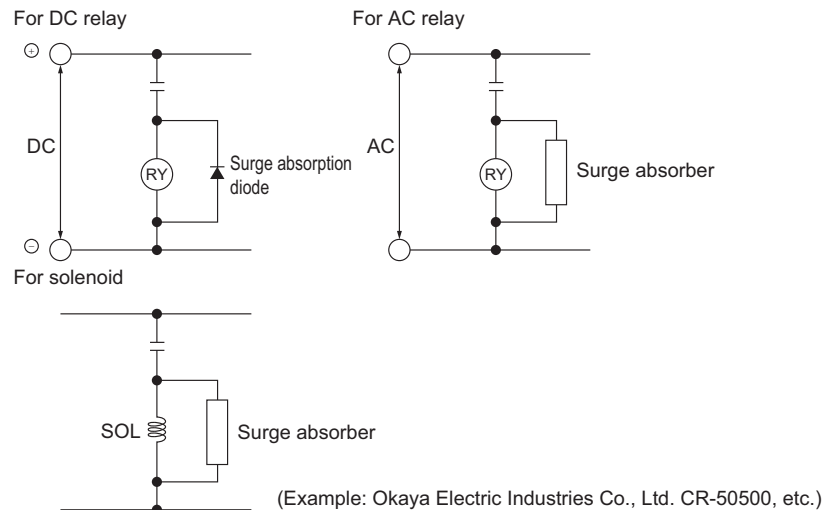 For DC relay
+
DC
RY
Surge absorption
diode
−
For AC relay
AC
RY
Surge absorber
For solenoid
SOL
Surge absorber
(Example: Okaya Electric Industries Co., Ltd. CR-50500, etc.)